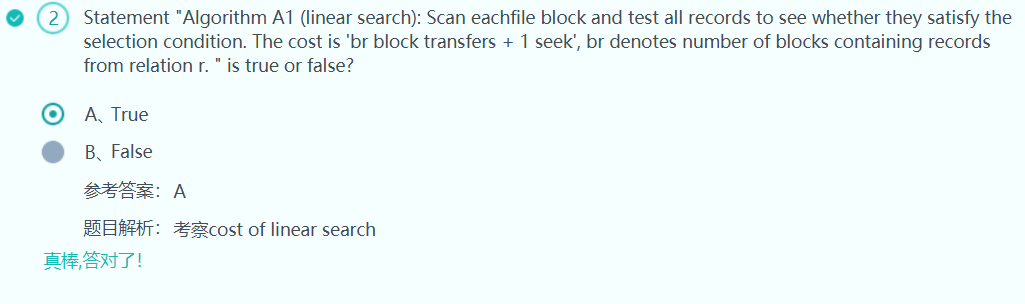 2 Statement "Algorithm A1 (linear search): Scan eachfile block and test all records to see whether they satisfy the
selection condition. The cost is 'br block transfers + 1 seek', br denotes number of blocks containing records
from relation r. " is true or false?
A、True
B、False
参考答案: A
题目解析: 考察cost of linear search
真棒,答对了!